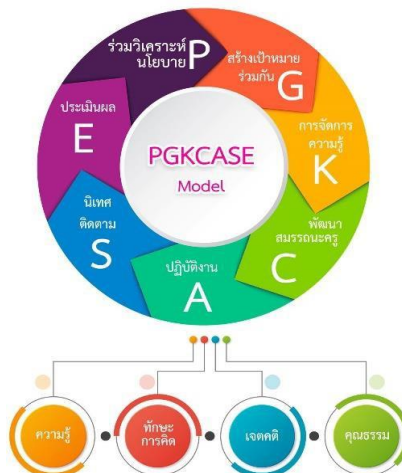 ร่วมวิเคราะห์
นโยบาย
P
สร้างเป้าหมาย
ร่วมกัน
G
การจัดการ
ความรู้
K
พัฒนา
สมรรถนะครู
C
ปฏิบัติงาน
A
นิเทศ
ติดตาม
S
ประเมินผล
E
PGKCASE
Model
ความรู้
ทักษะ
การคิด
เจตคติ
คุณธรรม